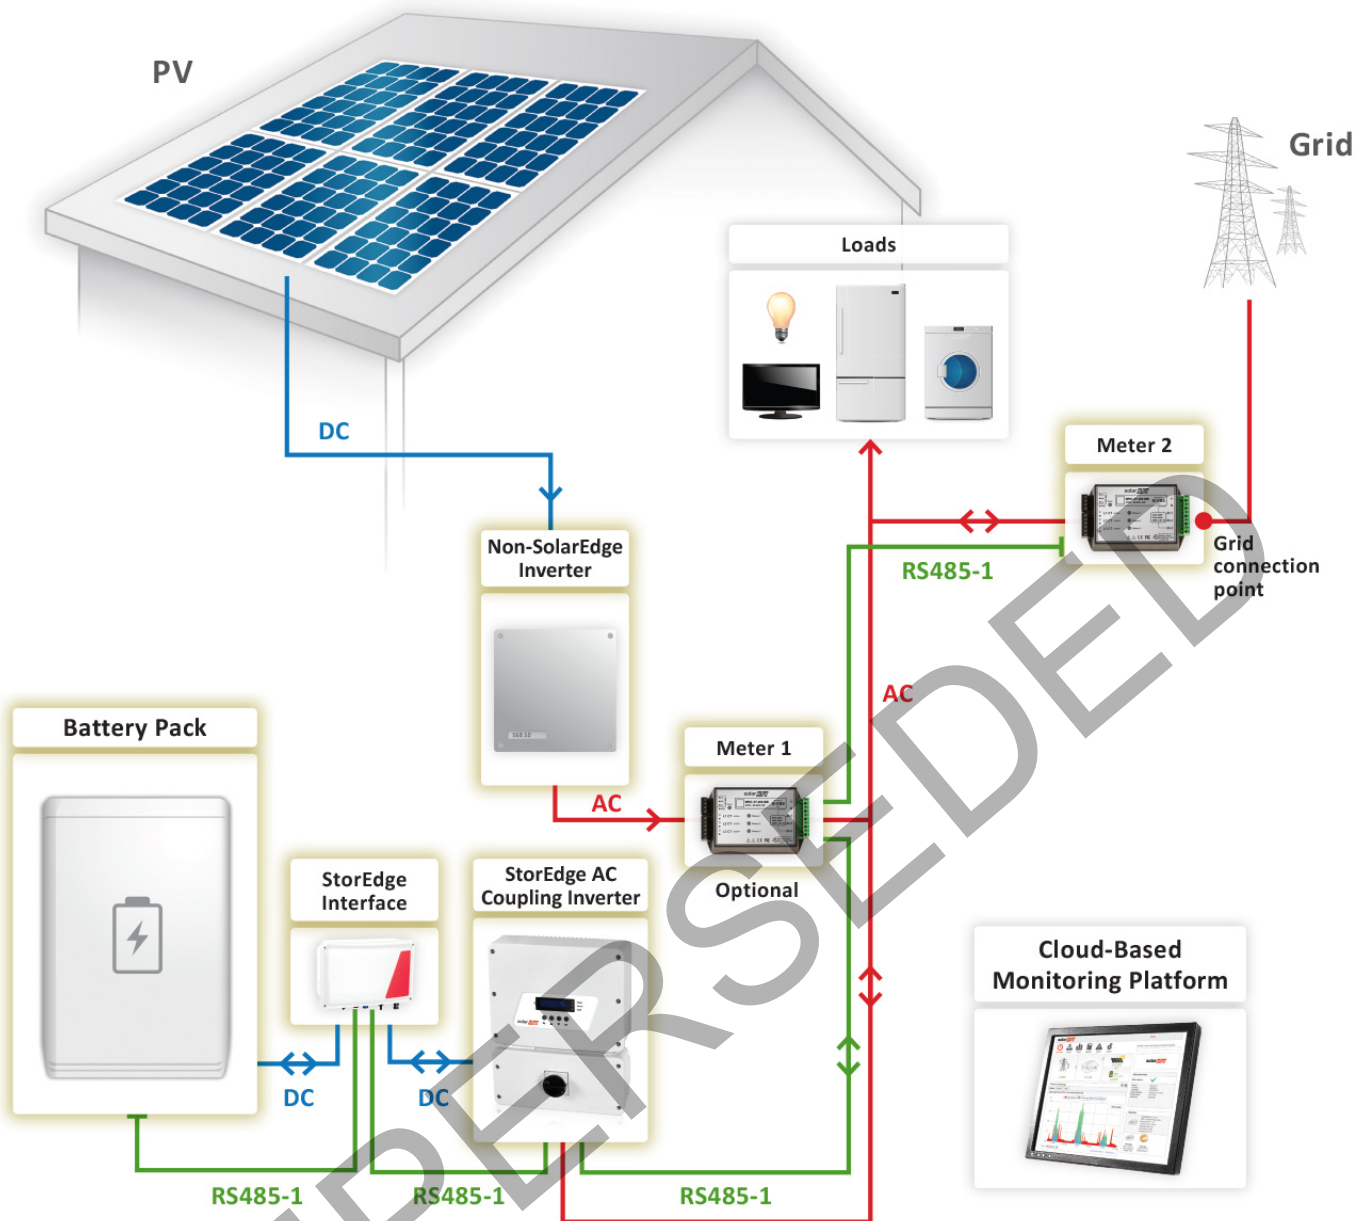 PV
Grid
Loads
DC
Meter 2
Non-SolarEdge
Inverter
RS485-1
Grid
connection
point
AC
Battery Pack
Meter 1
AC
StorEdge
Interface
StorEdge AC
Coupling Inverter
Optional
Cloud-Based
Monitoring Platform
DC
DC
RS485-1
RS485-1
RS485-1
PERSEDED